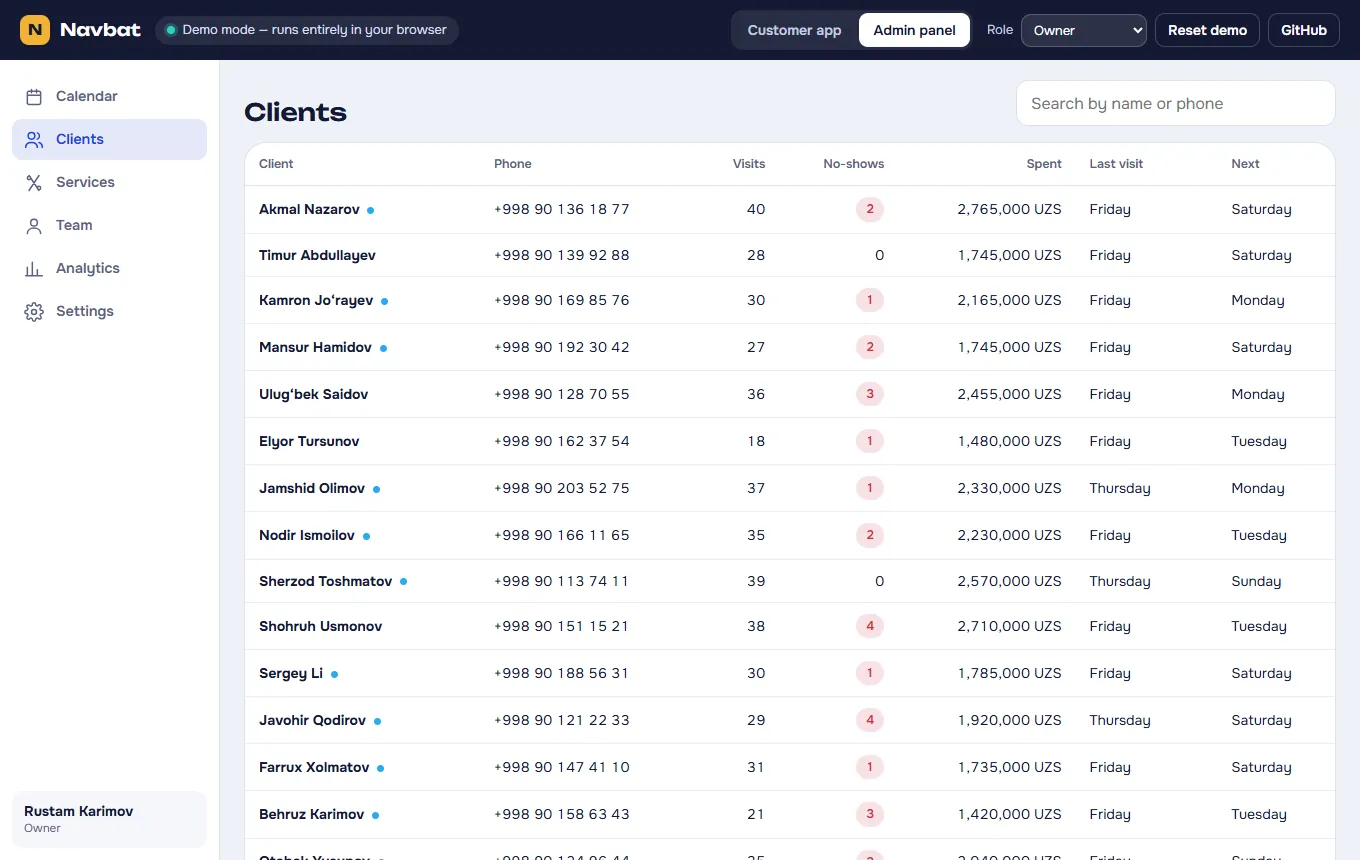 N Navbat Demo mode — runs entirely in your browser Customer app Admin panel Role Owner Reset demo GitHub
Calendar
Clients
Services
Team
Analytics
Settings
Rustam Karimov
Owner
Clients
Search by name or phone
Client Phone Visits No-shows Spent Last visit Next
Akmal Nazarov +998 90 136 18 77 40 2 2,765,000 UZS Friday Saturday
Timur Abdullayev +998 90 139 92 88 28 0 1,745,000 UZS Friday Saturday
Kamron Jo‘rayev +998 90 169 85 76 30 1 2,165,000 UZS Friday Monday
Mansur Hamidov +998 90 192 30 42 27 2 1,745,000 UZS Friday Saturday
Ulug‘bek Saidov +998 90 128 70 55 36 3 2,455,000 UZS Friday Monday
Elyor Tursunov +998 90 162 37 54 18 1 1,480,000 UZS Friday Tuesday
Jamshid Olimov +998 90 203 52 75 37 1 2,330,000 UZS Thursday Monday
Nodir Ismoilov +998 90 166 11 65 35 2 2,230,000 UZS Friday Tuesday
Sherzod Toshmatov +998 90 113 74 11 39 0 2,570,000 UZS Thursday Sunday
Shohruh Usmonov +998 90 151 15 21 38 4 2,710,000 UZS Friday Tuesday
Sergey Li +998 90 188 56 31 30 1 1,785,000 UZS Friday Saturday
Javohir Qodirov +998 90 121 22 33 29 4 1,920,000 UZS Thursday Saturday
Farrux Xolmatov +998 90 147 41 10 31 1 1,735,000 UZS Friday Saturday
Behruz Karimov +998 90 158 63 43 21 3 1,420,000 UZS Friday Tuesday